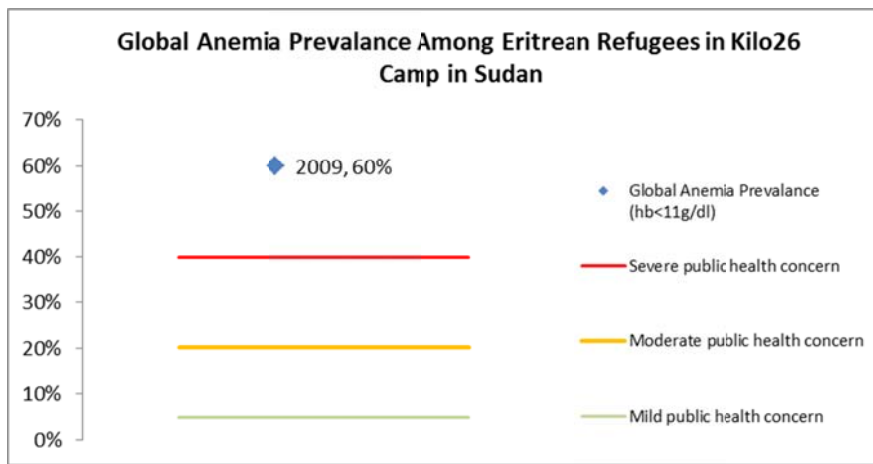 Global Anemia Prevalance Among Eritrean Refugees in Kilo26
Camp in Sudan
70%
60%
50%
40%
30%
20%
10%
0%
2009, 60%
Global Anemia Prevalance
(hb<11g/dl)
Severe public health concern
Moderate public health concern
Mild public health concern